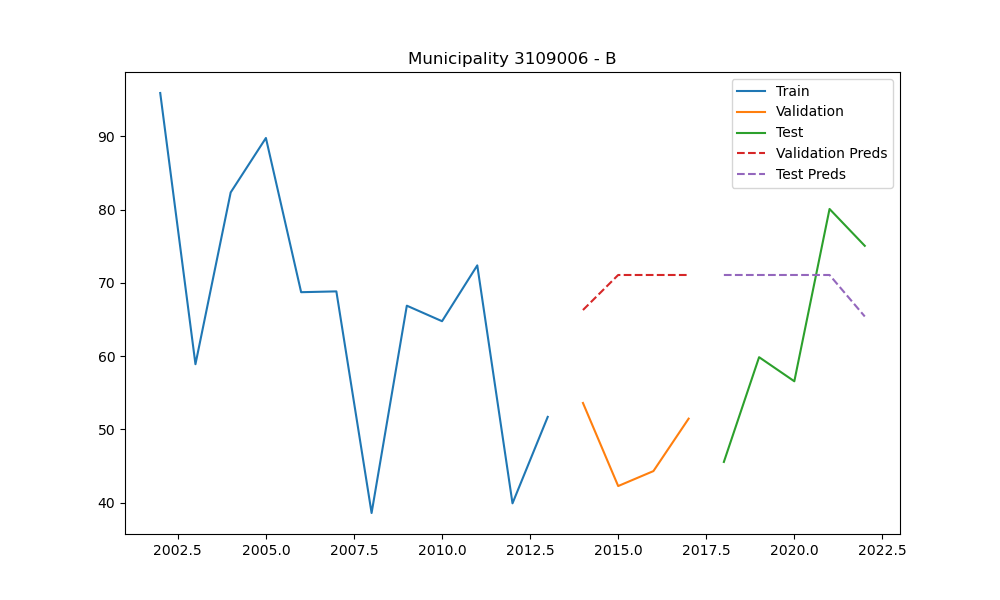 Municipality 3109006 - B
Train
Validation
Test
Validation Preds
Test Preds
90
80
70
60
50
40
2002.5 2005.0 2007.5 2010.0 2012.5 2015.0 2017.5 2020.0 2022.5